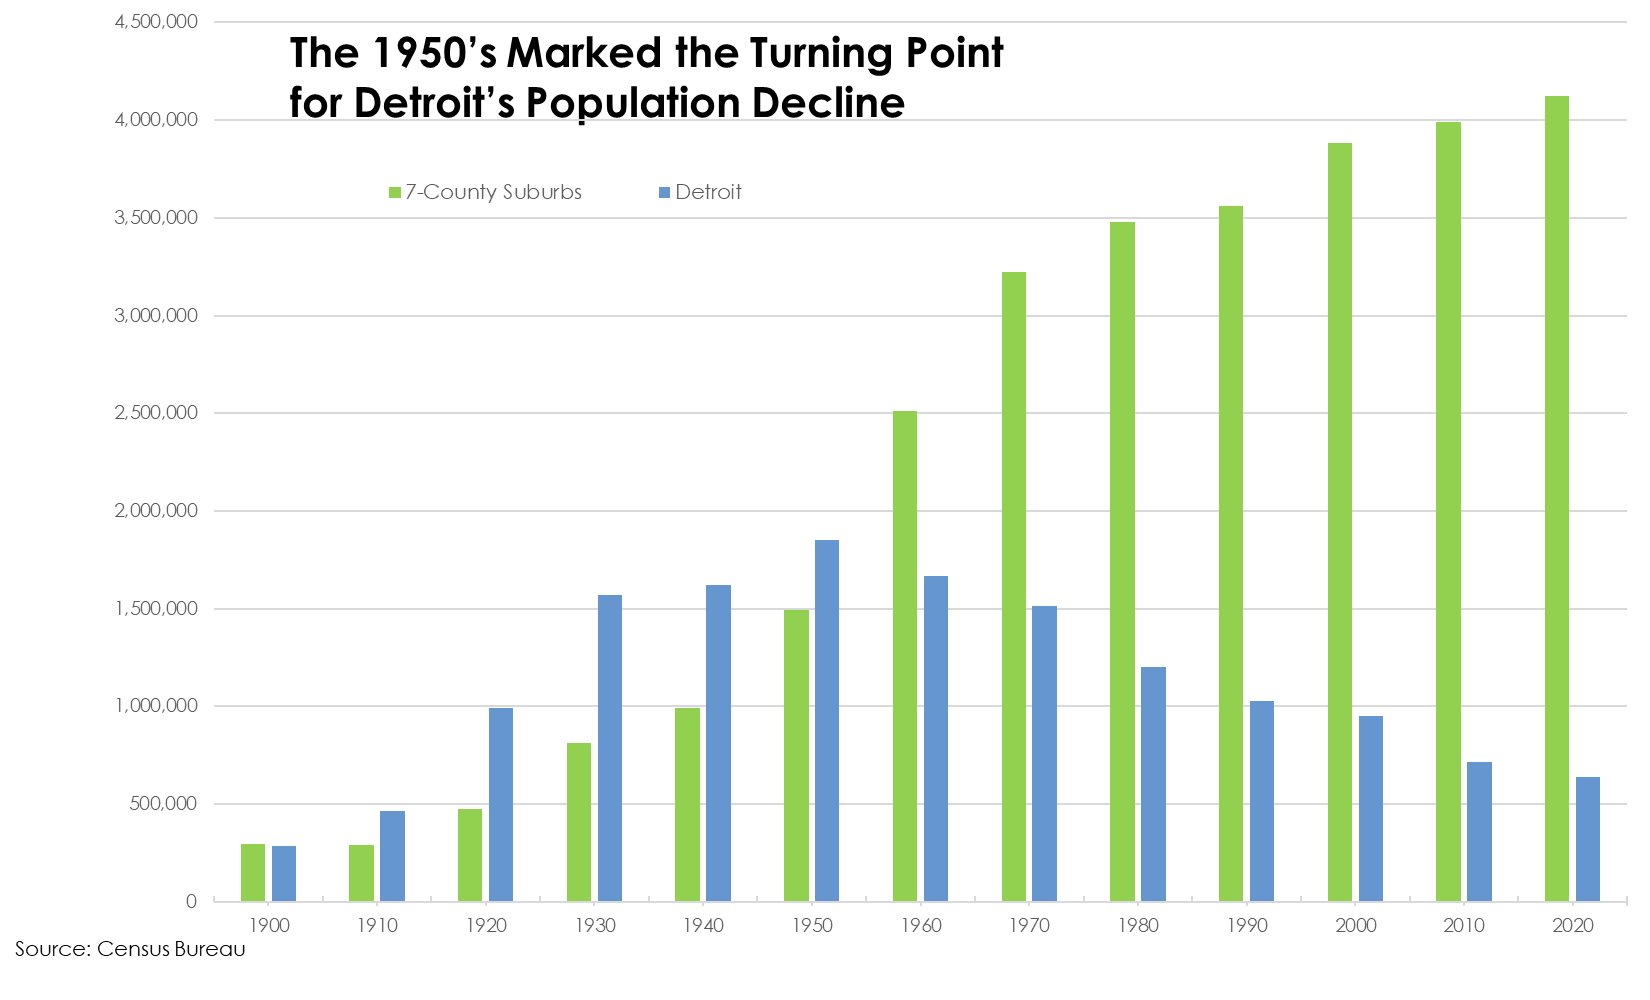 The 1950’s Marked the Turning Point
for Detroit’s Population Decline
7-County Suburbs
Detroit
4,500,000
4,000,000
3,500,000
3,000,000
2,500,000
2,000,000
1,500,000
1,000,000
500,000
0
1900 1910 1920 1930 1940 1950 1960 1970 1980 1990 2000 2010 2020
Source: Census Bureau